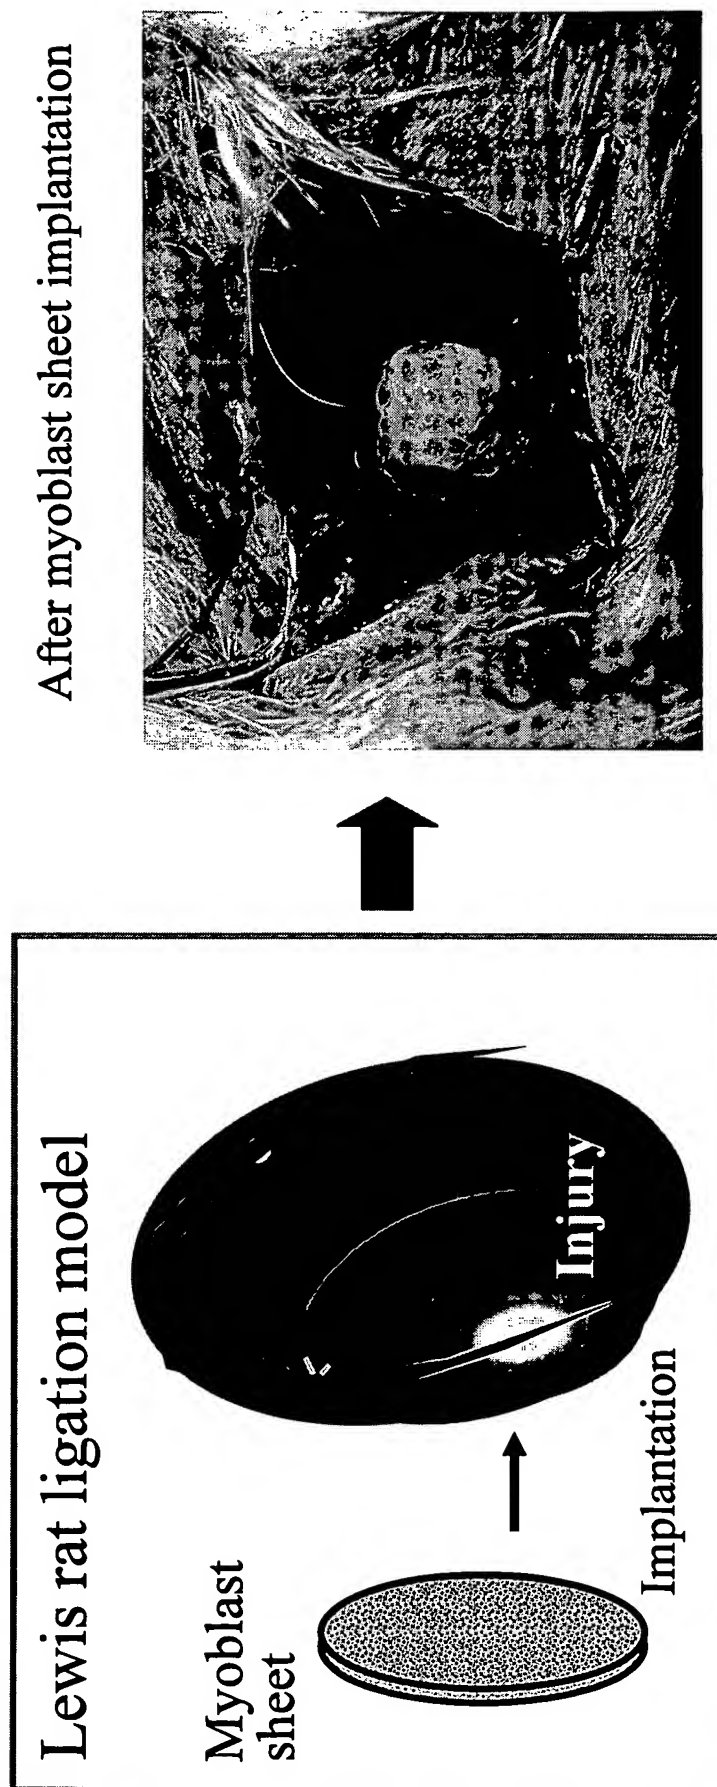 Lewis rat ligation model
Myoblast
sheet
Implantation
Injury
After myoblast sheet implantation